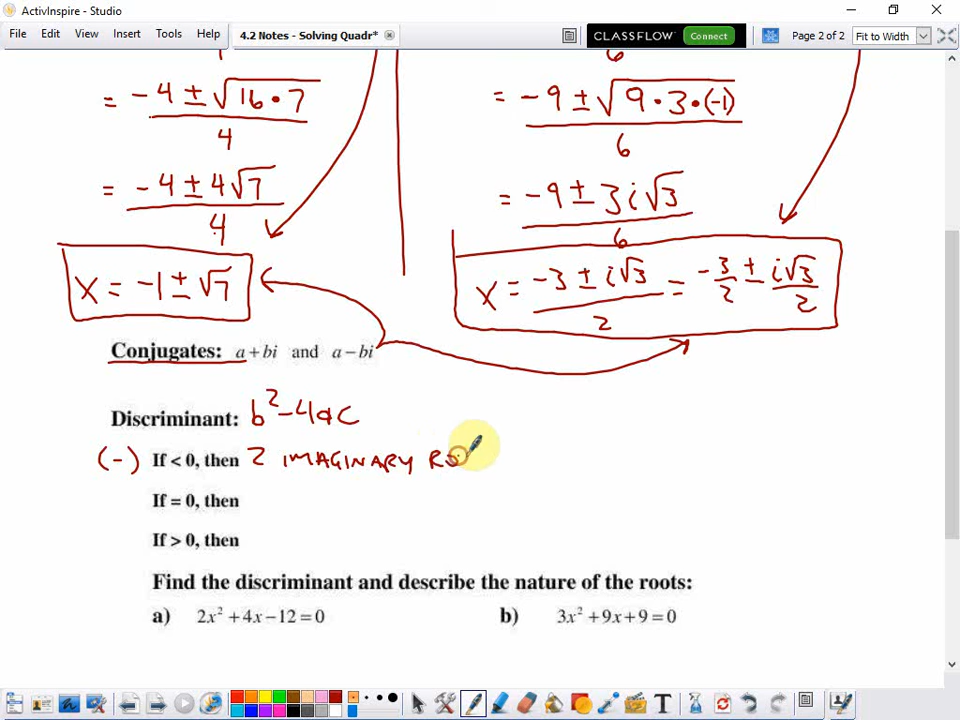 ActivInspire - Studio
File Edit View Insert Tools Help 4.2 Notes - Solving Quadr* CLASSFLOW Connect Page 2 of 2 Fit to Width
= -4 ± √16•7 / 4
= -9 ± √9•3•(-1) / 6
= -4 ± 4√7 / 4
= -9 ± 3i√3 / 6
x = -1 ± √7
x = -3 ± i√3 / 2 = -3/2 ± i√3/2
Conjugates: a + bi and a − bi
Discriminant: b² - 4ac
(-) If < 0, then 2 IMAGINARY RO
If = 0, then
If > 0, then
Find the discriminant and describe the nature of the roots:
a) 2x² + 4x − 12 = 0 b) 3x² + 9x + 9 = 0